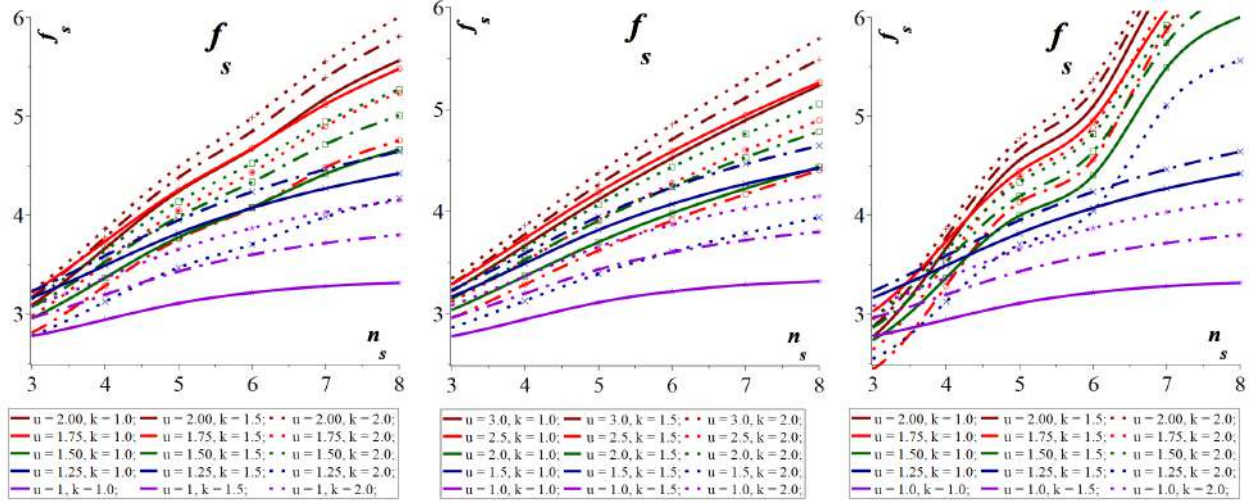 f_s
f_s
6
5
4
3
n_s
3 4 5 6 7 8
u = 2.00, k = 1.0; u = 2.00, k = 1.5; u = 2.00, k = 2.0;
u = 1.75, k = 1.0; u = 1.75, k = 1.5; u = 1.75, k = 2.0;
u = 1.50, k = 1.0; u = 1.50, k = 1.5; u = 1.50, k = 2.0;
u = 1.25, k = 1.0; u = 1.25, k = 1.5; u = 1.25, k = 2.0;
u = 1, k = 1.0; u = 1, k = 1.5; u = 1, k = 2.0;
f_s
f_s
6
5
4
3
n_s
3 4 5 6 7 8
u = 3.0, k = 1.0; u = 3.0, k = 1.5; u = 3.0, k = 2.0;
u = 2.5, k = 1.0; u = 2.5, k = 1.5; u = 2.5, k = 2.0;
u = 2.0, k = 1.0; u = 2.0, k = 1.5; u = 2.0, k = 2.0;
u = 1.5, k = 1.0; u = 1.5, k = 1.5; u = 1.5, k = 2.0;
u = 1.0, k = 1.0; u = 1.0, k = 1.5; u = 1.0, k = 2.0;
f_s
f_s
6
5
4
3
n_s
3 4 5 6 7 8
u = 2.00, k = 1.0; u = 2.00, k = 1.5; u = 2.00, k = 2.0;
u = 1.75, k = 1.0; u = 1.75, k = 1.5; u = 1.75, k = 2.0;
u = 1.50, k = 1.0; u = 1.50, k = 1.5; u = 1.50, k = 2.0;
u = 1.25, k = 1.0; u = 1.25, k = 1.5; u = 1.25, k = 2.0;
u = 1.0, k = 1.0; u = 1.0, k = 1.5; u = 1.0, k = 2.0;